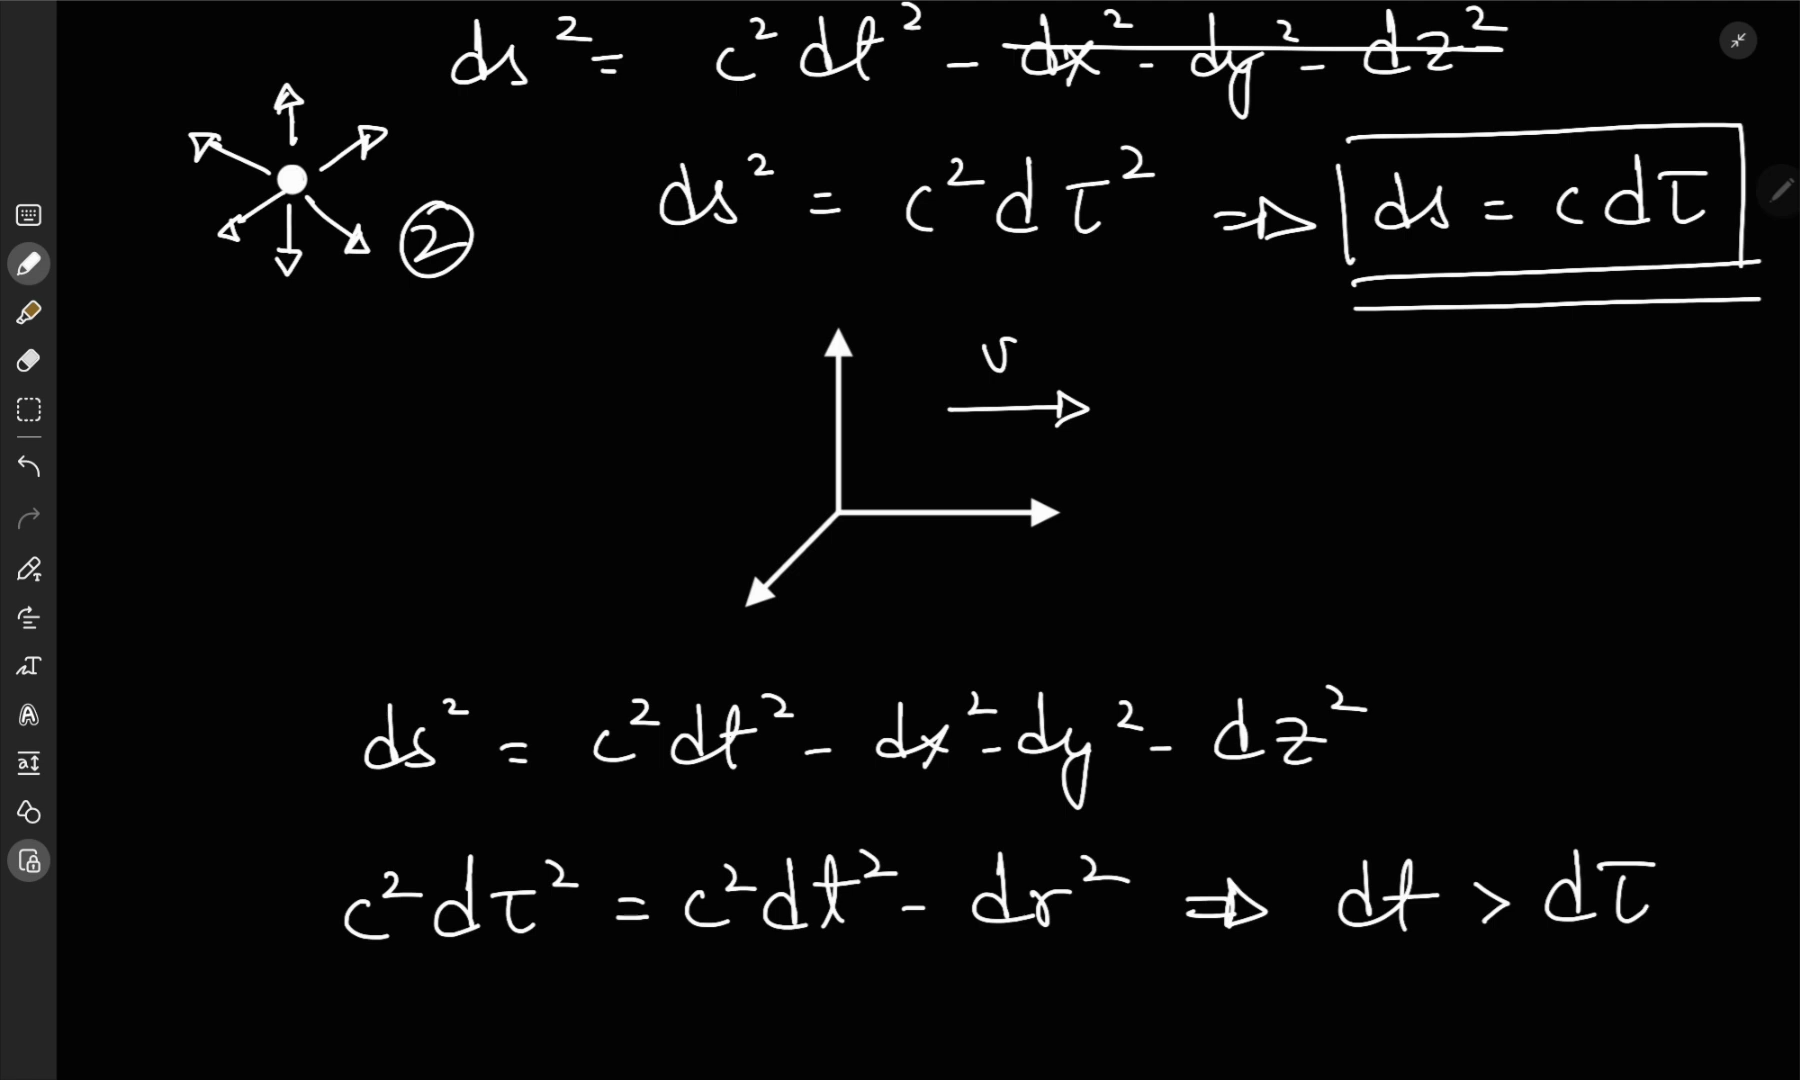 ds² = c²dt² - dx² - dy² - dz²
ds² = c²dτ² ⇒ ds = cdτ
2
v
ds² = c²dt² - dx² - dy² - dz²
c²dτ² = c²dt² - dr² ⇒ dt > dτ